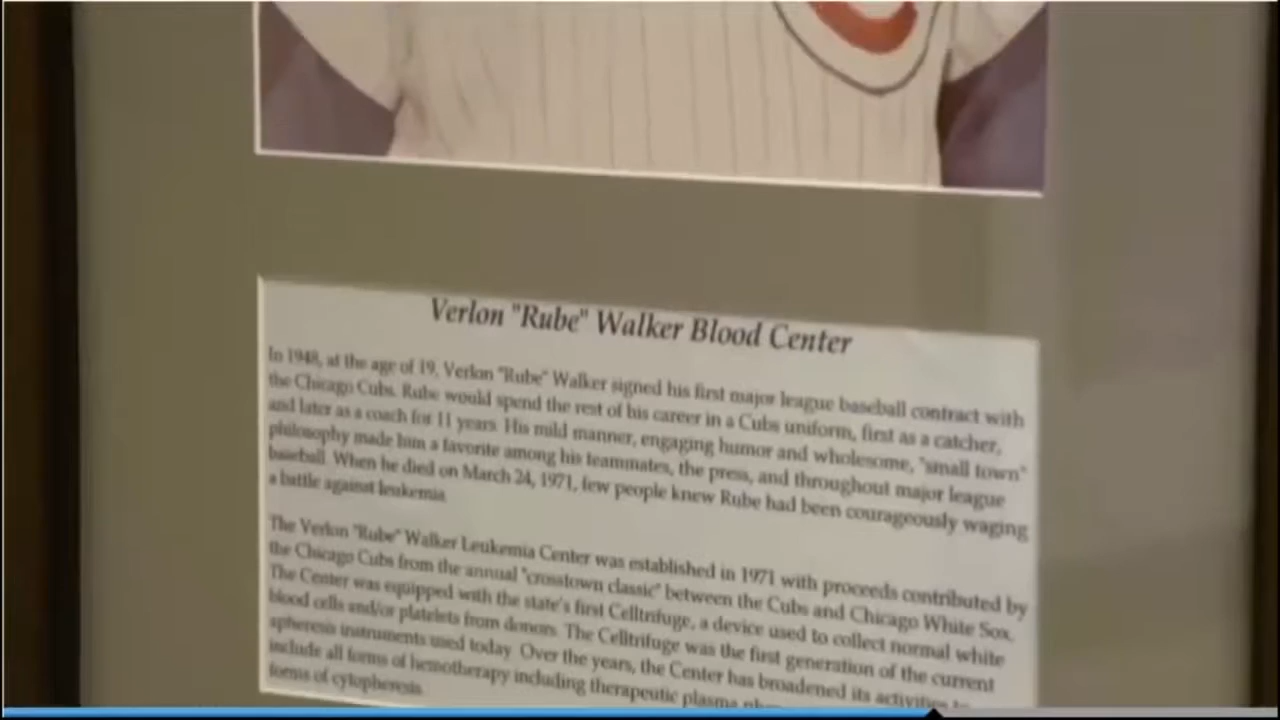 Verlon "Rube" Walker Blood Center
In 1948, at the age of 19, Verlon "Rube" Walker signed his first major league baseball contract with
the Chicago Cubs. Rube would spend the rest of his career in a Cubs uniform, first as a catcher,
and later as a coach for 11 years. His mild manner, engaging humor and wholesome, "small town"
philosophy made him a favorite among his teammates, the press, and throughout major league
baseball. When he died on March 24, 1971, few people knew Rube had been courageously waging
a battle against leukemia.
The Verlon "Rube" Walker Leukemia Center was established in 1971 with proceeds contributed by
the Chicago Cubs from the annual "crosstown classic" between the Cubs and Chicago White Sox.
The Center was equipped with the state's first Celltrifuge, a device used to collect normal white
blood cells and/or platelets from donors. The Celltrifuge was the first generation of the current
spheresis instruments used today. Over the years, the Center has broadened its activities to
include all forms of hemotherapy including therapeutic plasma
forms of cytopheresis.